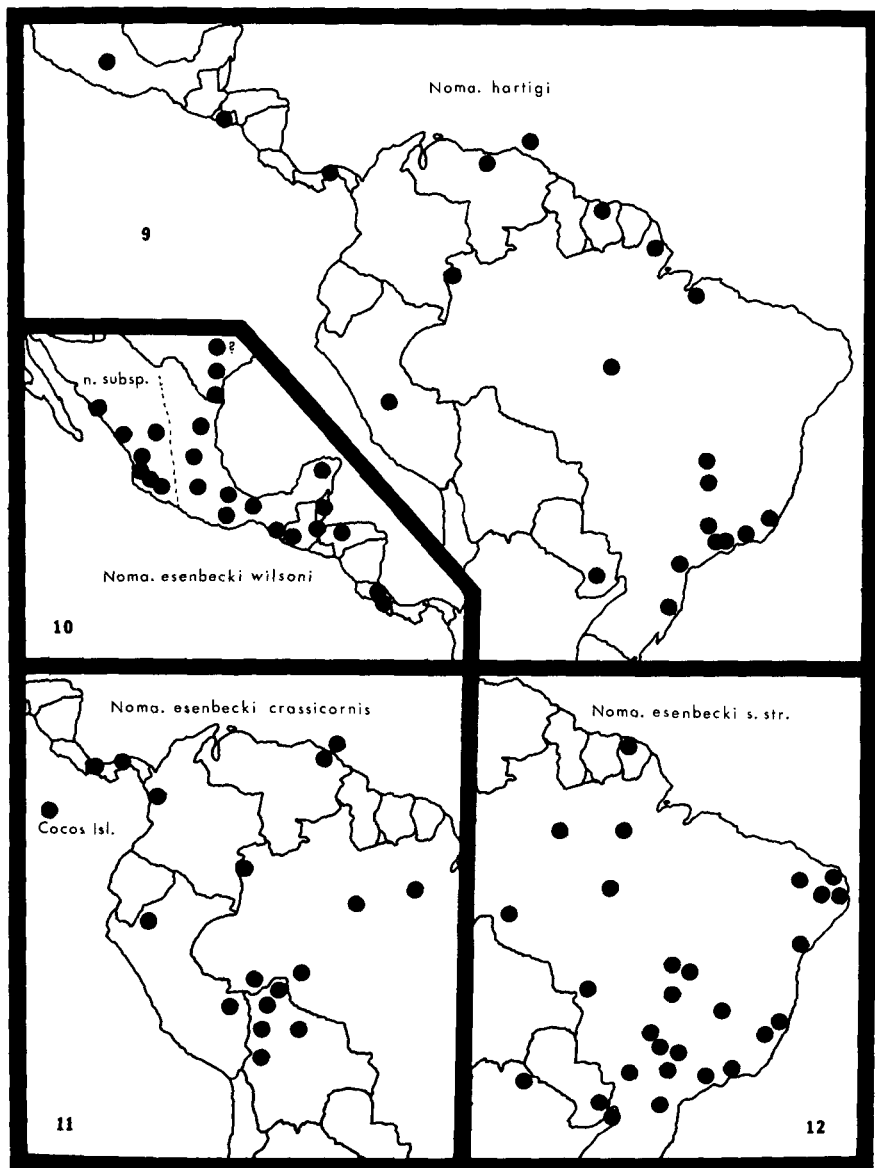 Noma. hartigi
9
?
n. subsp.
Noma. esenbecki wilsoni
10
Noma. esenbecki crassicornis
Cocos Isl.
11
Noma. esenbecki s. str.
12